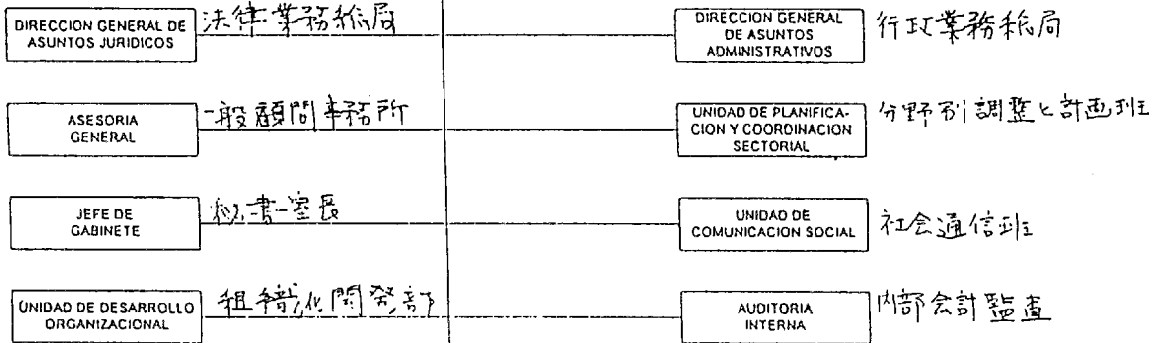 DIRECCION GENERAL DE
ASUNTOS JURIDICOS
法律業務総局
DIRECCION GENERAL
DE ASUNTOS
ADMINISTRATIVOS
行政業務総局
ASESORIA
GENERAL
一般顧問事務所
UNIDAD DE PLANIFICA-
CION Y COORDINACION
SECTORIAL
分野別調整と計画班
JEFE DE
GABINETE
秘書室長
UNIDAD DE
COMUNICACION SOCIAL
社会通信班
UNIDAD DE DESARROLLO
ORGANIZACIONAL
組織化開発部
AUDITORIA
INTERNA
内部会計監査